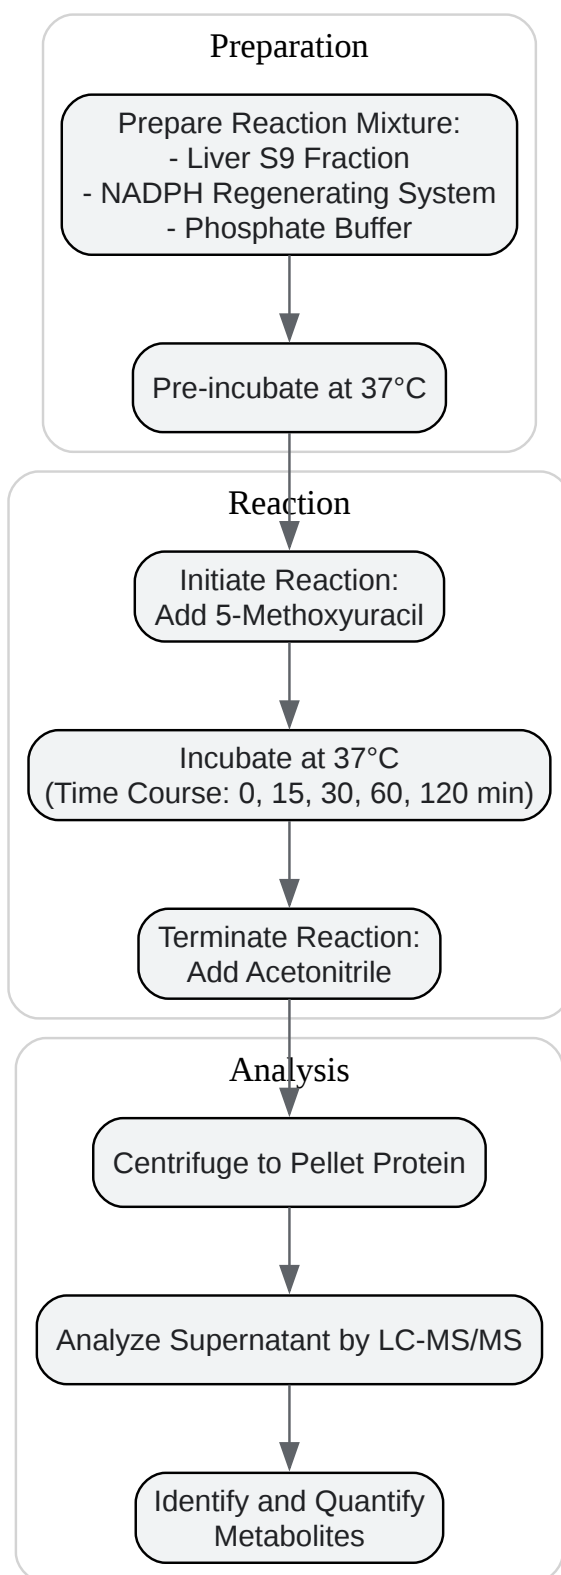 Preparation
Prepare Reaction Mixture:
- Liver S9 Fraction
- NADPH Regenerating System
- Phosphate Buffer
Pre-incubate at 37°C
Reaction
Initiate Reaction:
Add 5-Methoxyuracil
Incubate at 37°C
(Time Course: 0, 15, 30, 60, 120 min)
Terminate Reaction:
Add Acetonitrile
Analysis
Centrifuge to Pellet Protein
Analyze Supernatant by LC-MS/MS
Identify and Quantify
Metabolites